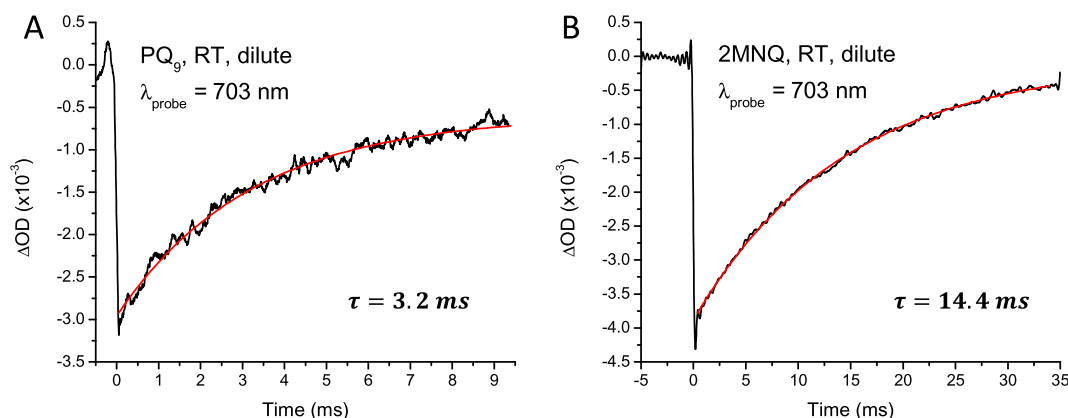 A
PQ₉, RT, dilute
λprobe = 703 nm
τ = 3.2 ms
0.5
0.0
-0.5
-1.0
-1.5
-2.0
-2.5
-3.0
-3.5
ΔOD (x10⁻³)
0 1 2 3 4 5 6 7 8 9
Time (ms)
B
2MNQ, RT, dilute
λprobe = 703 nm
τ = 14.4 ms
0.5
0.0
-0.5
-1.0
-1.5
-2.0
-2.5
-3.0
-3.5
-4.0
-4.5
ΔOD (x10⁻³)
-5 0 5 10 15 20 25 30 35
Time (ms)